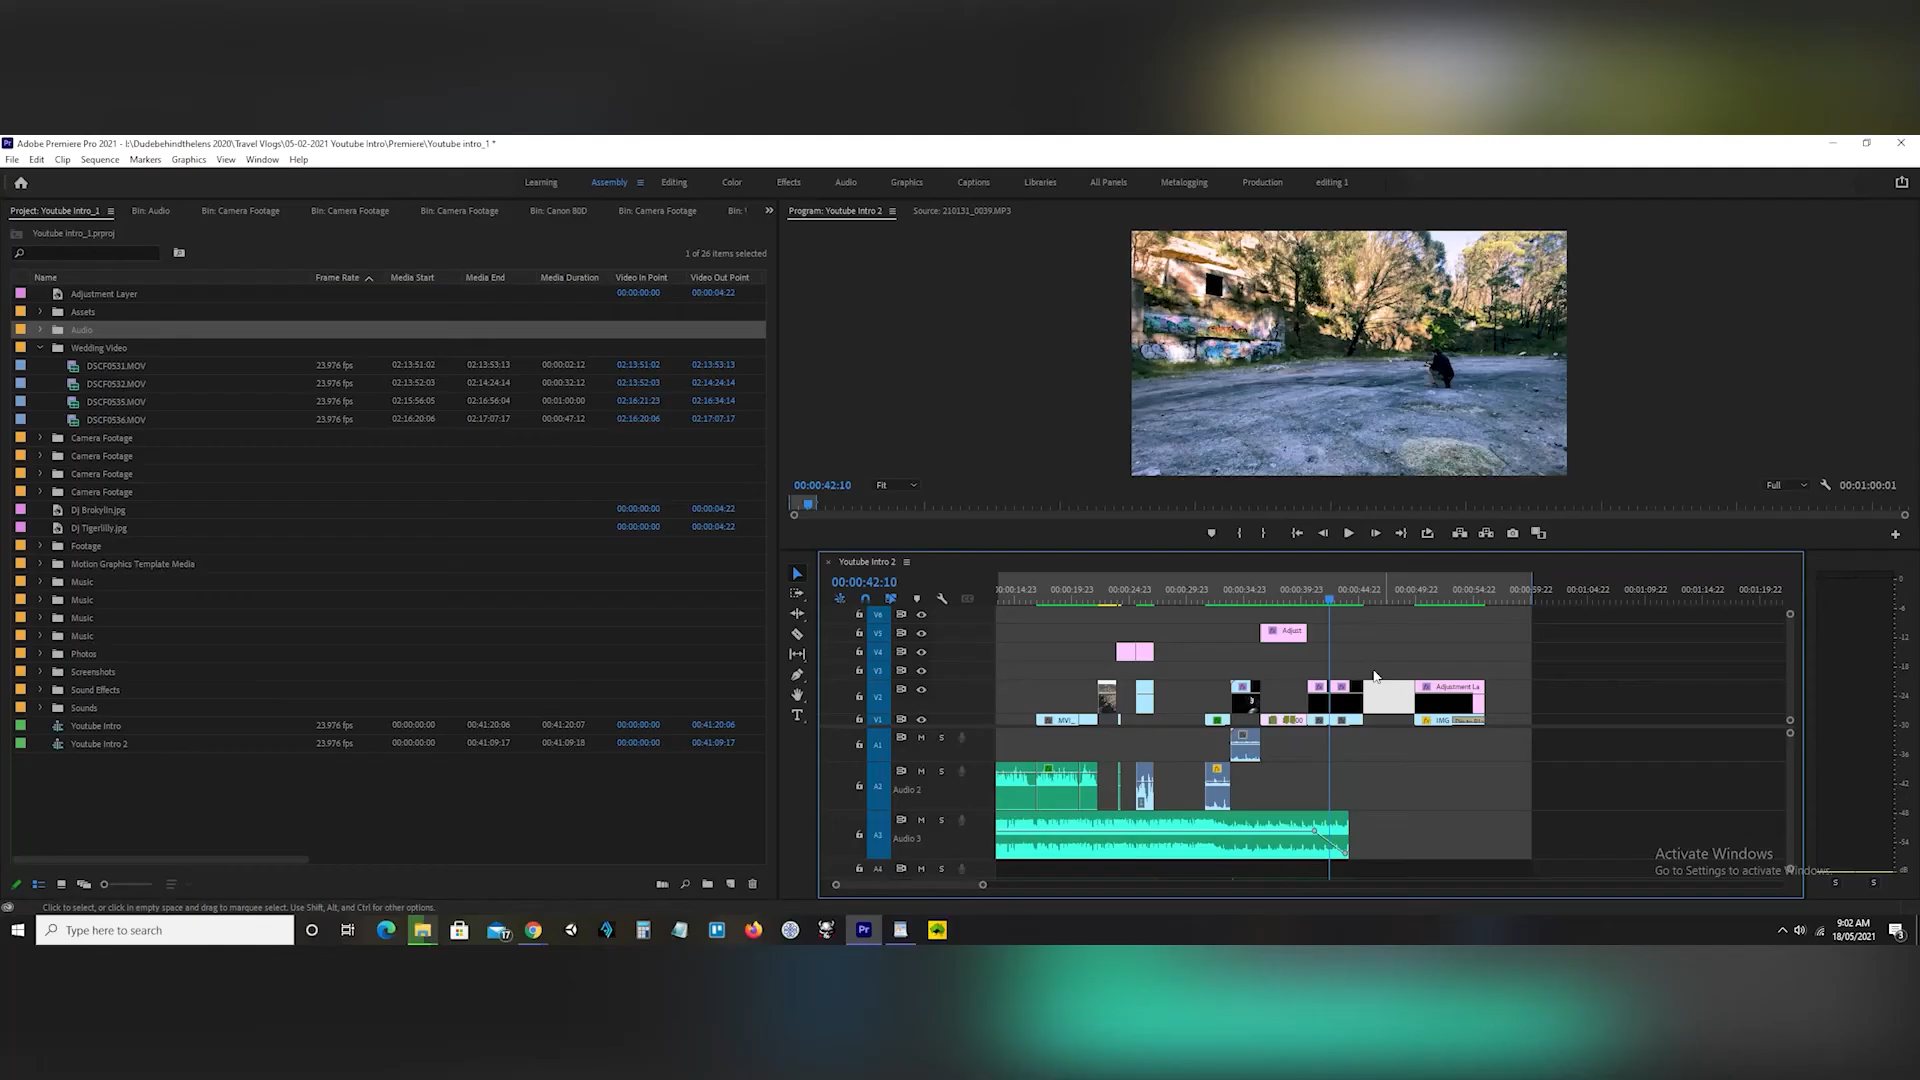 Adobe Premiere Pro 2021 - I:\Dudebehindthelens 2020\Travel Vlogs\05-02-2021 Youtube Intro\Premiere\Youtube intro_1 *
File Edit Clip Sequence Markers Graphics View Window Help
Learning Assembly Editing Color Effects Audio Graphics Captions Libraries All Panels Metalogging Production editing 1
Project: Youtube Intro_1 Bin: Audio Bin: Camera Footage Bin: Camera Footage Bin: Camera Footage Bin: Canon 80D Bin: Camera Footage Bin:
Program: Youtube Intro 2 Source: 210131_0039.MP3
Youtube Intro_1.prproj
1 of 26 items selected
Name Frame Rate Media Start Media End Media Duration Video In Point Video Out Point
Adjustment Layer 00:00:00:00 00:00:04:22
Assets
Audio
Wedding Video
DSCF0531.MOV 23.976 fps 02:13:51:02 02:13:53:13 00:00:02:12 02:13:51:02 02:13:53:13
DSCF0532.MOV 23.976 fps 02:13:52:03 02:14:24:14 00:00:32:12 02:13:52:03 02:14:24:14
DSCF0535.MOV 23.976 fps 02:15:56:05 02:16:56:04 00:01:00:00 02:16:21:23 02:16:34:14
DSCF0536.MOV 23.976 fps 02:16:20:06 02:17:07:17 00:00:47:12 02:16:20:06 02:17:07:17
Camera Footage
Camera Footage
Camera Footage
Camera Footage
Dj Brokylin.jpg 00:00:00:00 00:00:04:22
Dj Tigerlilly.jpg 00:00:00:00 00:00:04:22
Footage
Motion Graphics Template Media
Music
Music
Music
Music
Photos
Screenshots
Sound Effects
Sounds
Youtube Intro 23.976 fps 00:00:00:00 00:41:20:06 00:41:20:07 00:00:00:00 00:41:20:06
Youtube Intro 2 23.976 fps 00:00:00:00 00:41:09:17 00:41:09:18 00:00:00:00 00:41:09:17
00:00:42:10 Fit Full 00:01:00:01
Youtube Intro 2
00:00:42:10
00:00:14:23 00:00:19:23 00:00:24:23 00:00:29:23 00:00:34:23 00:00:39:23 00:00:44:22 00:00:49:22 00:00:54:22 00:00:59:22 00:01:04:22 00:01:09:22 00:01:14:22 00:01:19:22
V6
V5 Adjust
V4
V3
V2 Adjustment La
V1 MVI_ IMG
A1 M S
A2 M S
Audio 2
A3 M S
Audio 3
A4 M S
0
-6
-12
-18
-24
-30
-36
-42
-48
-54
dB
S S
Activate Windows
Go to Settings to activate Windows.
Click to select, or click in empty space and drag to marquee select. Use Shift, Alt, and Ctrl for other options.
Type here to search
17
Pr
9:02 AM
18/05/2021
3